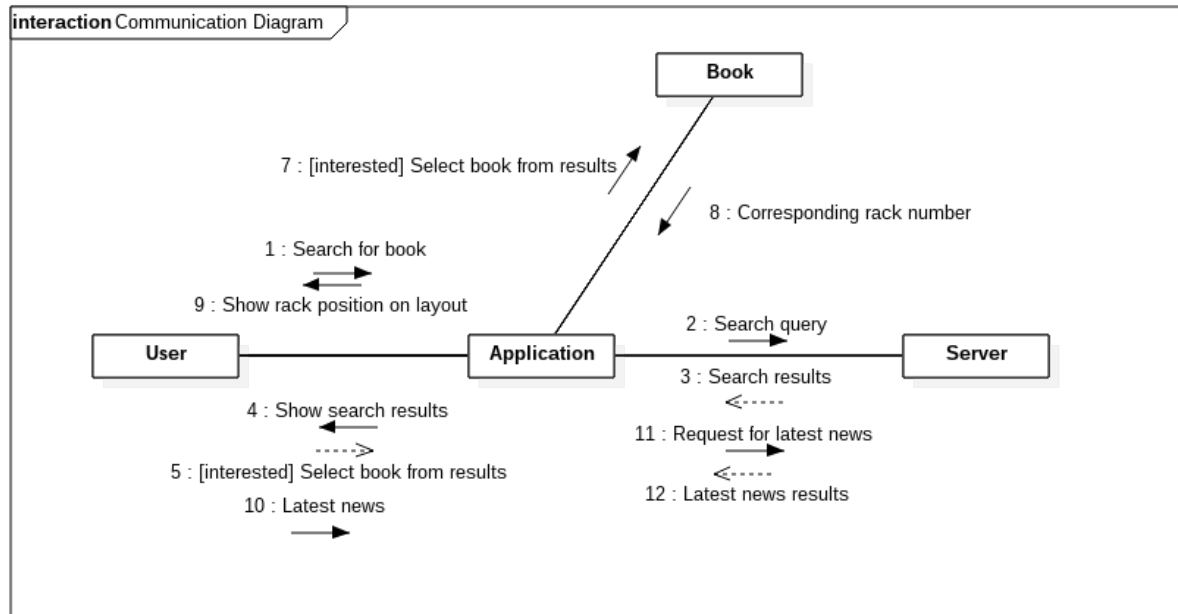 interaction Communication Diagram
Book
7 : [interested] Select book from results
8 : Corresponding rack number
1 : Search for book
9 : Show rack position on layout
2 : Search query
User
Application
Server
3 : Search results
4 : Show search results
11 : Request for latest news
5 : [interested] Select book from results
12 : Latest news results
10 : Latest news